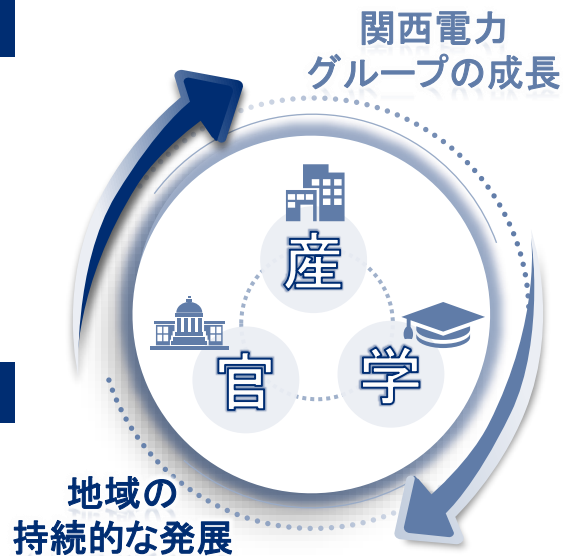 関西電力
グループの成長
産
官
学
地域の
持続的な発展